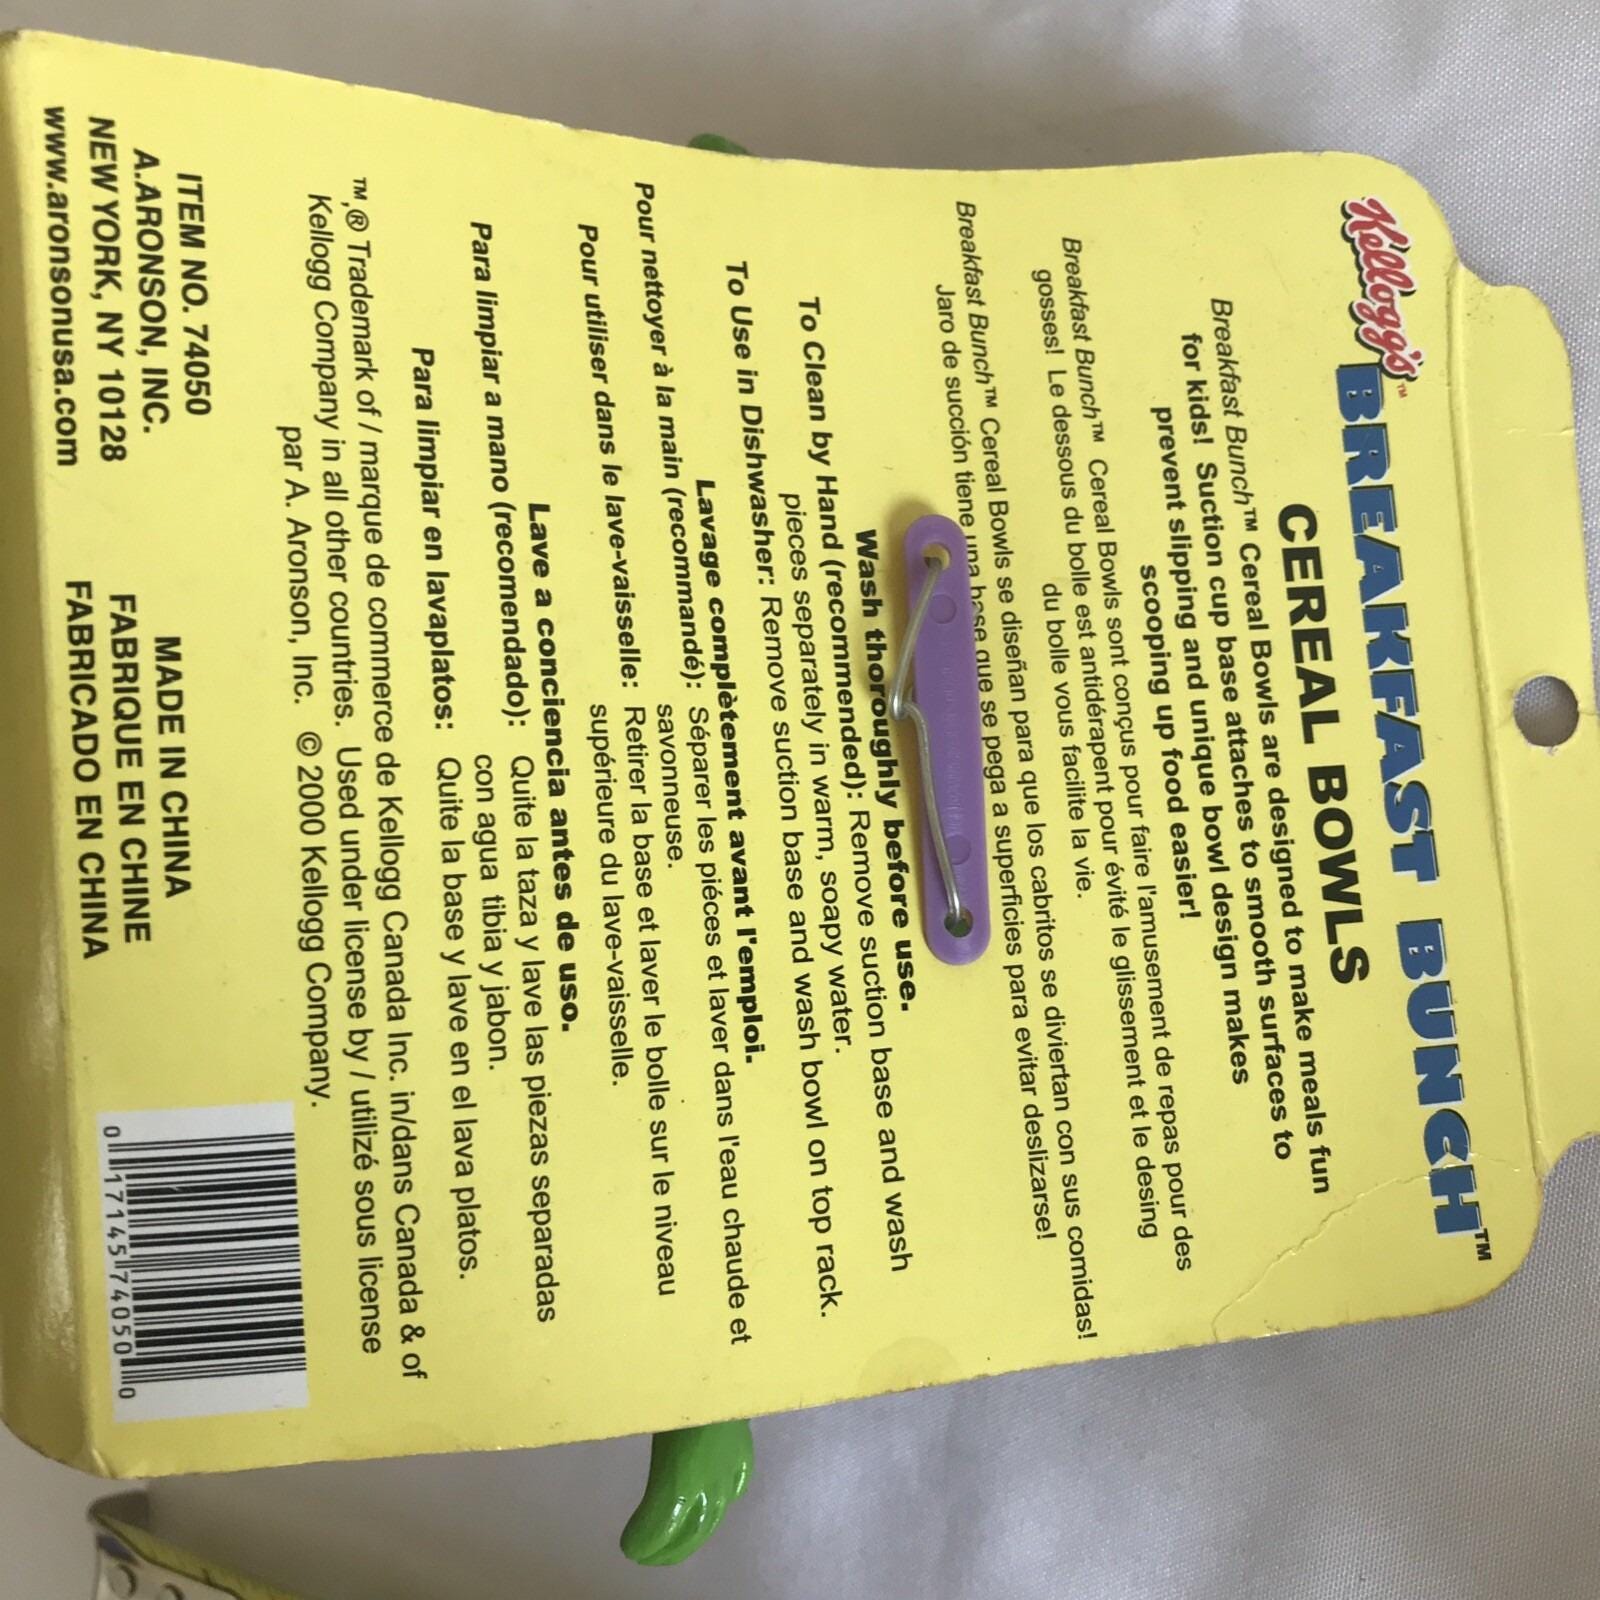 Kellogg's™ BREAKFAST BUNCH™
CEREAL BOWLS
Breakfast Bunch™ Cereal Bowls are designed to make meals fun
for kids! Suction cup base attaches to smooth surfaces to
prevent slipping and unique bowl design makes
scooping up food easier!
Breakfast Bunch™ Cereal Bowls sont conçus pour faire l'amusement de repas pour des
gosses! Le dessous du bolle est antidérapent pour évité le glissement et le desing
du bolle vous facilite la vie.
Breakfast Bunch™ Cereal Bowls se diseñan para que los cabritos se diviertan con sus comidas!
Jaro de succión tiene una base que se pega a superficies para evitar deslizarse!
Wash thoroughly before use.
To Clean by Hand (recommended): Remove suction base and wash
pieces separately in warm, soapy water.
To Use in Dishwasher: Remove suction base and wash bowl on top rack.
Lavage complètement avant l'emploi.
Pour nettoyer à la main (recommandé): Séparer les piéces et laver dans l'eau chaude et
savonneuse.
Pour utiliser dans le lave-vaisselle: Retirer la base et laver le bolle sur le niveau
supérieure du lave-vaisselle.
Lave a conciencia antes de uso.
Para limpiar a mano (recomendado): Quite la taza y lave las piezas separadas
con agua tibia y jabon.
Para limpiar en lavaplatos: Quite la base y lave en el lava platos.
™,® Trademark of / marque de commerce de Kellogg Canada Inc. in/dans Canada & of
Kellogg Company in all other countries. Used under license by / utilizé sous license
par A. Aronson, Inc. © 2000 Kellogg Company.
ITEM NO. 74050
A.ARONSON, INC.
NEW YORK, NY 10128
www.aronsonusa.com
MADE IN CHINA
FABRIQUE EN CHINE
FABRICADO EN CHINA
0 17145 74050 0